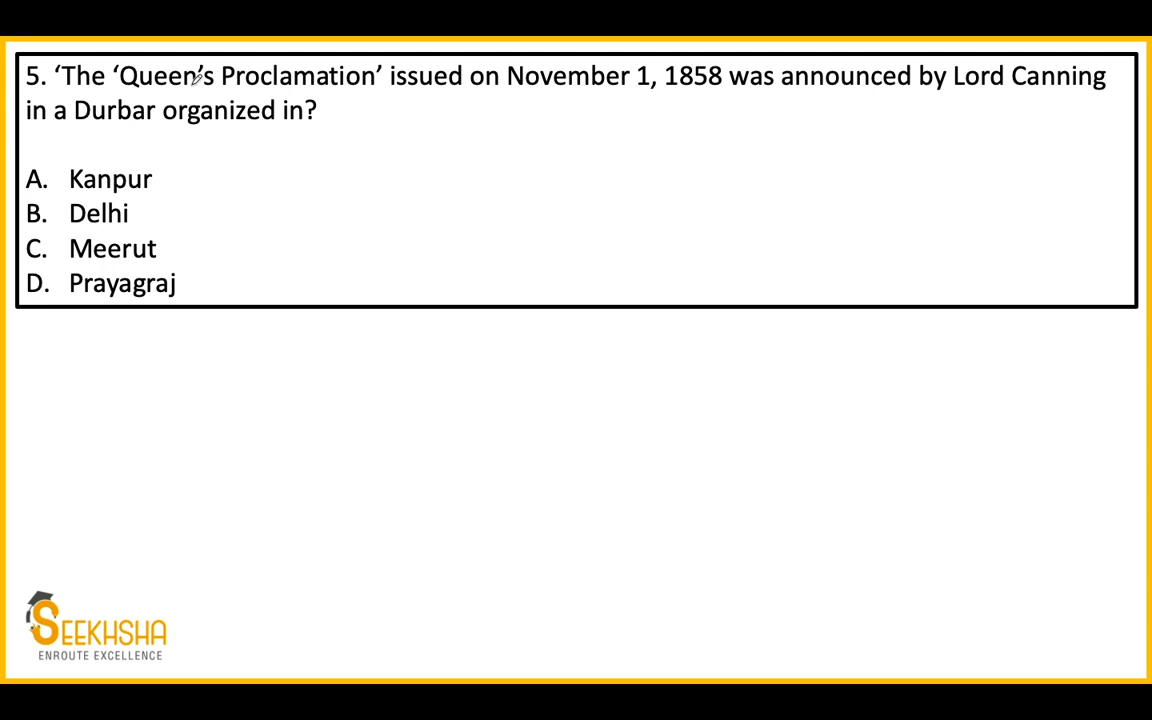 5. ‘The ‘Queen’s Proclamation’ issued on November 1, 1858 was announced by Lord Canning
in a Durbar organized in?
A. Kanpur
B. Delhi
C. Meerut
D. Prayagraj
SEEKHSHA
ENROUTE EXCELLENCE